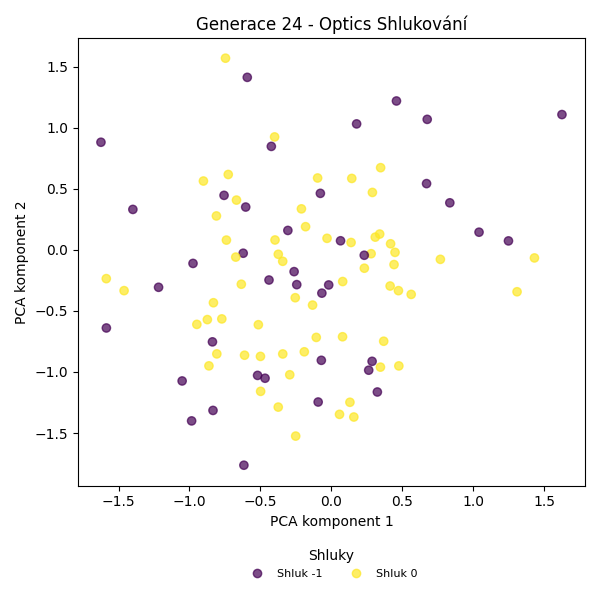 Generace 24 - Optics Shlukování
PCA komponent 2
1.5
1.0
0.5
0.0
−0.5
−1.0
−1.5
−1.5
−1.0
−0.5
0.0
0.5
1.0
1.5
PCA komponent 1
Shluky
Shluk -1
Shluk 0